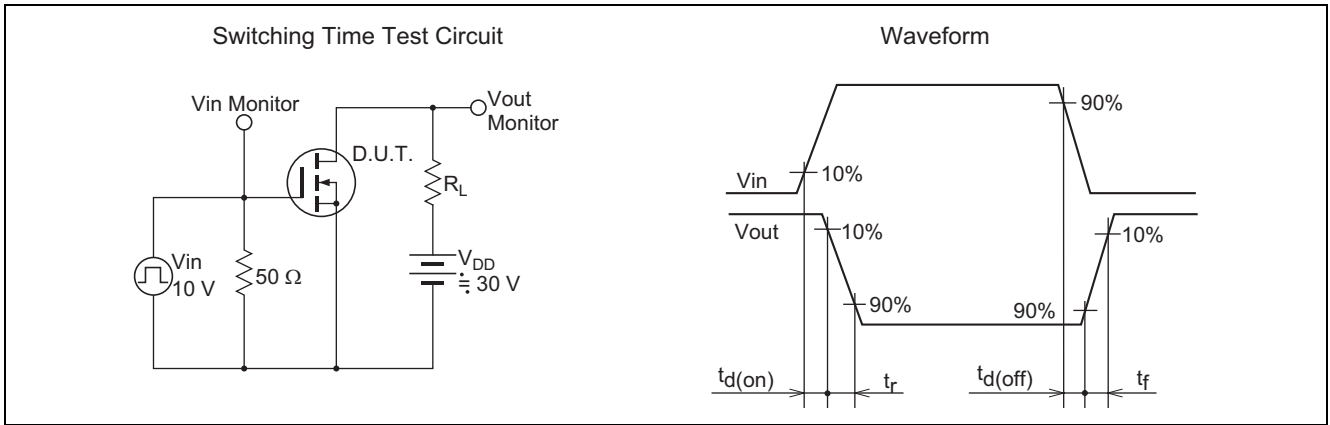 Switching Time Test Circuit
Vin Monitor
Vout
Monitor
D.U.T.
RL
Vin
10 V
50 Ω
VDD
≒ 30 V
Waveform
Vin
10%
90%
Vout
10%
90%
90%
10%
td(on)
tr
td(off)
tf